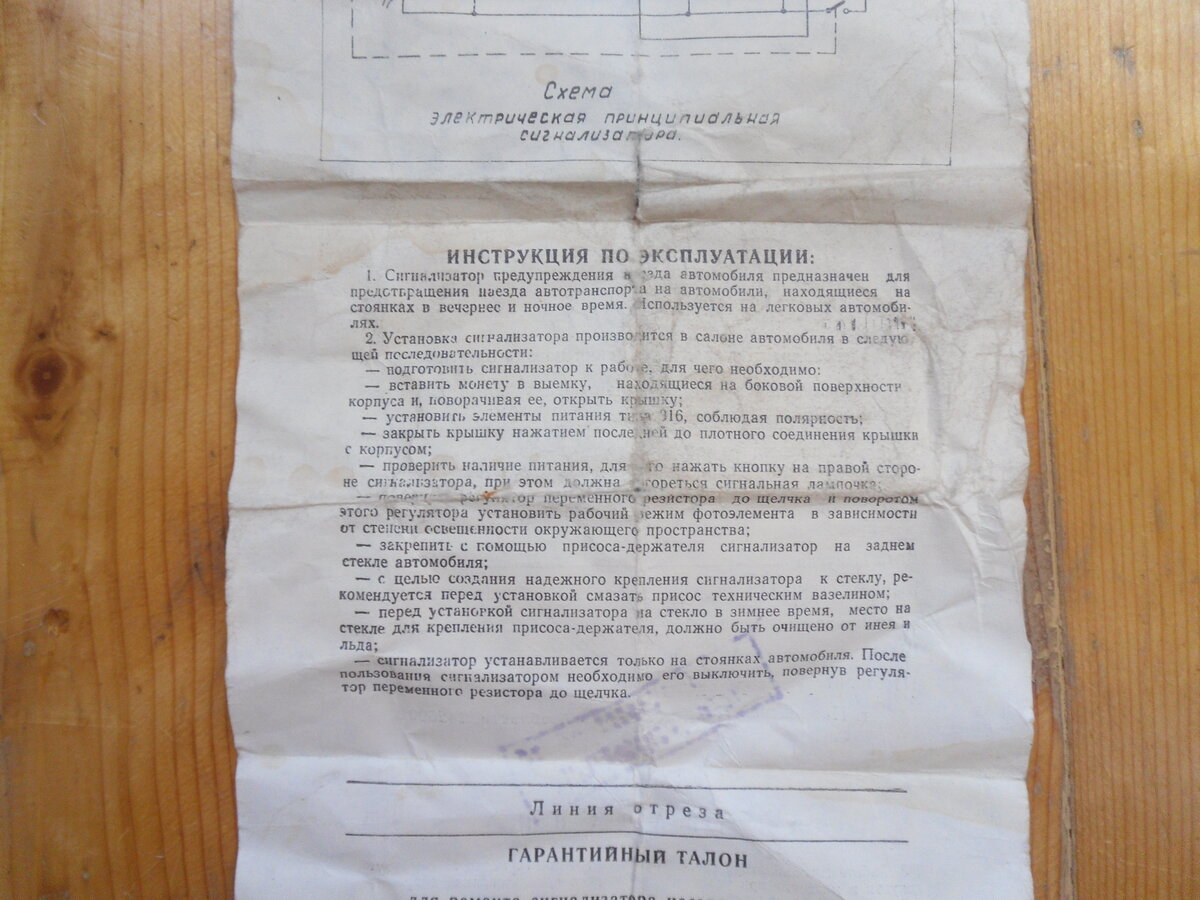 Схема
электрическая принципиальная
сигнализатора.
ИНСТРУКЦИЯ ПО ЭКСПЛУАТАЦИИ:
1. Сигнализатор предупреждения наезда автомобиля предназначен для
предотвращения наезда автотранспорта на автомобили, находящиеся на
стоянках в вечернее и ночное время. Используется на легковых автомоби-
лях.
2. Установка сигнализатора производится в салоне автомобиля в следую
щей последовательности:
— подготовить сигнализатор к работе, для чего необходимо:
— вставить монету в выемку, находящиеся на боковой поверхности
корпуса и, поворачивая ее, открыть крышку;
— установить элементы питания типа 316, соблюдая полярность;
— закрыть крышку нажатием последней до плотного соединения крышки
с корпусом;
— проверить наличие питания, для чего нажать кнопку на правой сторо-
не сигнализатора, при этом должна загореться сигнальная лампочка;
— регулятор переменного резистора до щелчка и поворотом
этого регулятора установить рабочий режим фотоэлемента в зависимости
от степени освещенности окружающего пространства;
— закрепить с помощью присоса-держателя сигнализатор на заднем
стекле автомобиля;
— с целью создания надежного крепления сигнализатора к стеклу, ре-
комендуется перед установкой смазать присос техническим вазелином;
— перед установкой сигнализатора на стекло в зимнее время, место на
стекле для крепления присоса-держателя, должно быть очищено от инея и
льда;
— сигнализатор устанавливается только на стоянках автомобиля. После
пользования сигнализатором необходимо его выключить, повернув регуля-
тор переменного резистора до щелчка.
Линия отреза
ГАРАНТИЙНЫЙ ТАЛОН
для ремонта сигнализатора